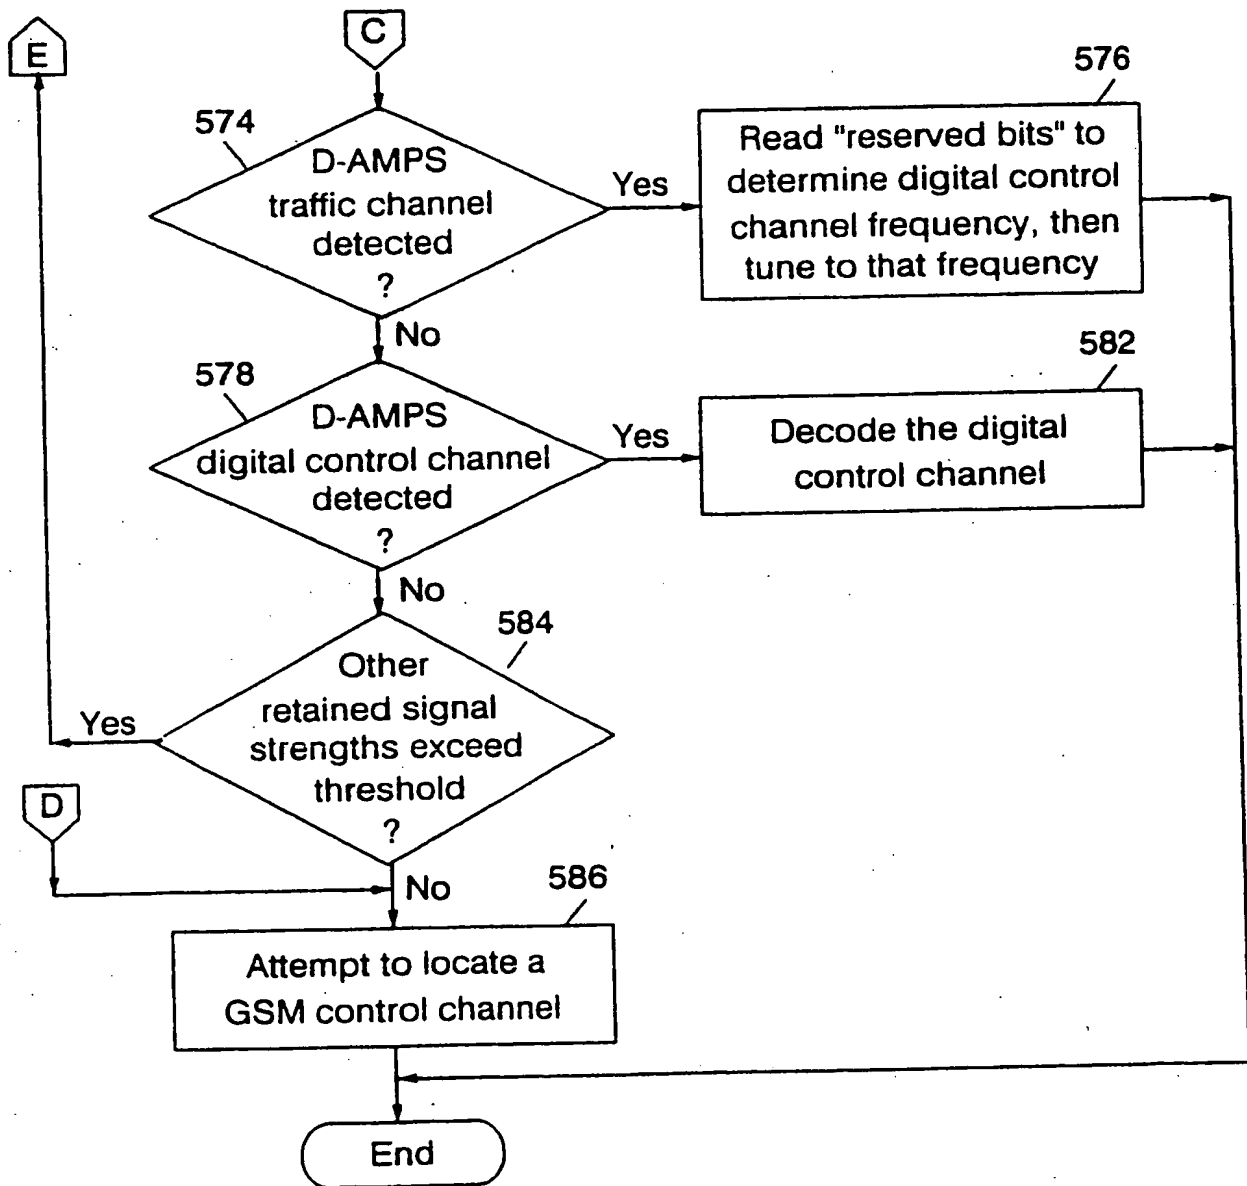 E
C
574
D-AMPS
traffic channel
detected
?
Yes
576
Read "reserved bits" to
determine digital control
channel frequency, then
tune to that frequency
No
578
D-AMPS
digital control channel
detected
?
Yes
582
Decode the digital
control channel
No
584
Other
retained signal
strengths exceed
threshold
?
Yes
D
No
586
Attempt to locate a
GSM control channel
End